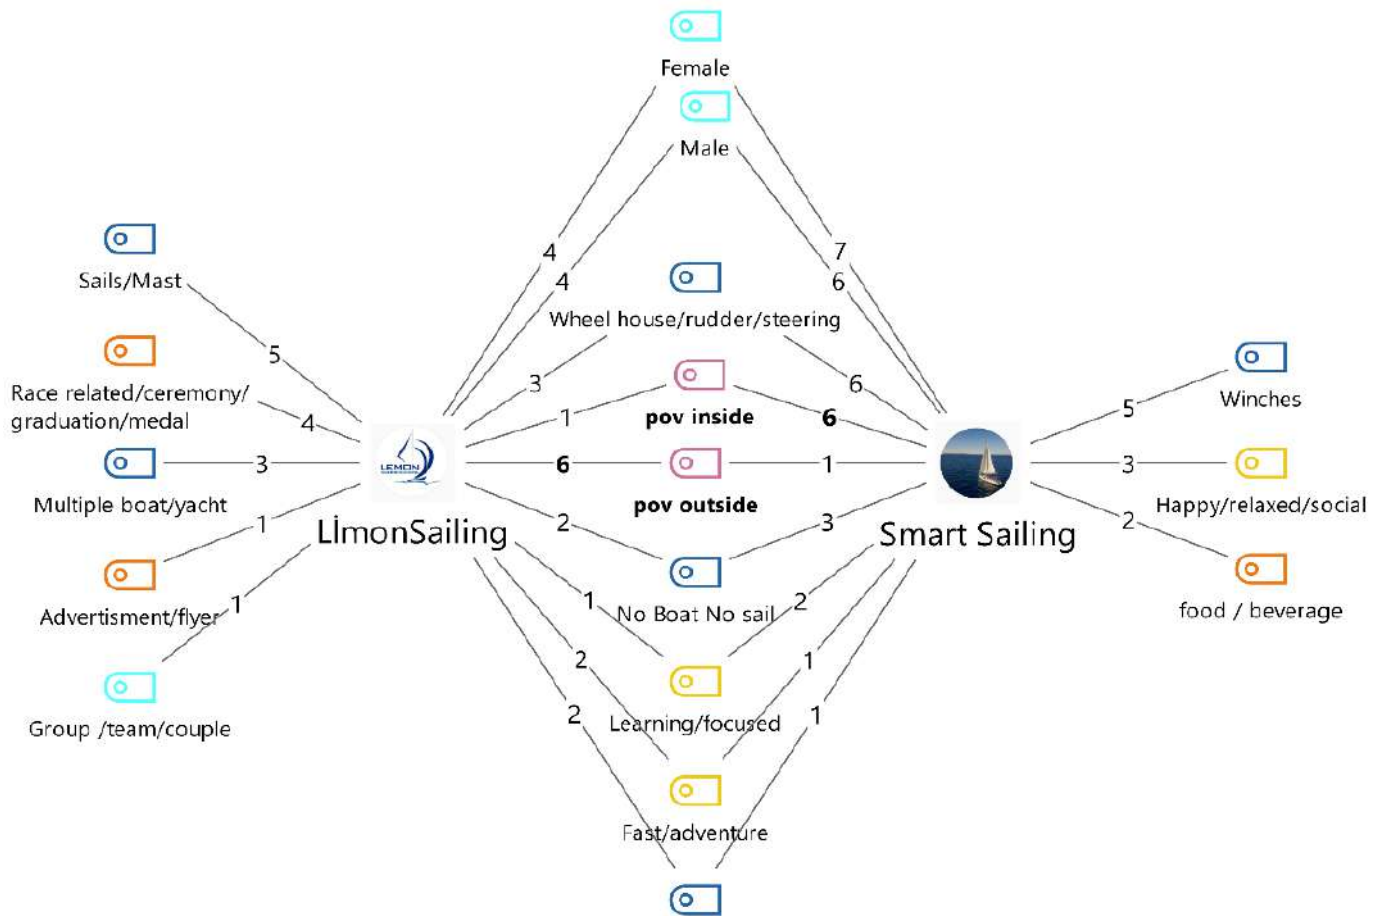 Female
Male
4
7
4
6
Sails/Mast
Wheel house/rudder/steering
5
3
6
Race related/ceremony/
graduation/medal
4
1
pov inside
6
5
Winches
LEMON
3
6
1
3
Multiple boat/yacht
pov outside
Happy/relaxed/social
1
LİmonSailing
2
3
Smart Sailing
2
Advertisment/flyer
1
1
No Boat No sail
2
food / beverage
2
1
Group /team/couple
2
Learning/focused
1
Fast/adventure